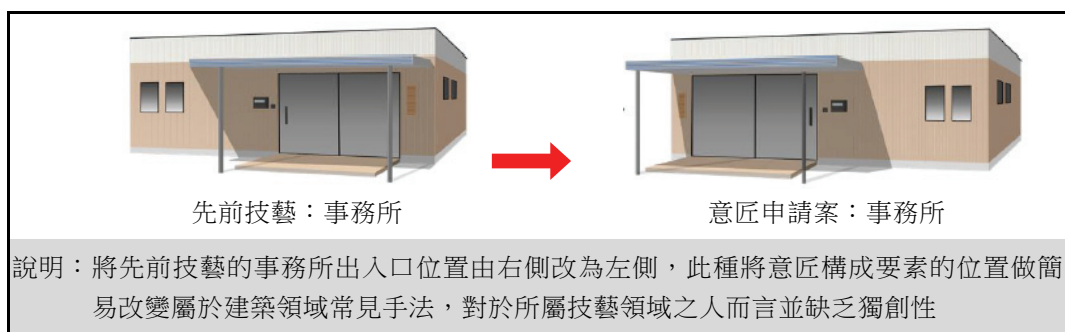 先前技藝：事務所
意匠申請案：事務所
說明：將先前技藝的事務所出入口位置由右側改為左側，此種將意匠構成要素的位置做簡
易改變屬於建築領域常見手法，對於所屬技藝領域之人而言並缺乏獨創性